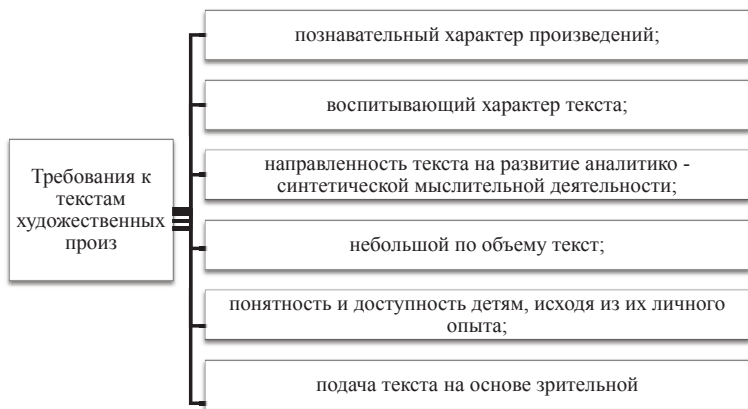 Требования к
текстам
художественных
произ
познавательный характер произведений;
воспитывающий характер текста;
направленность текста на развитие аналитико -
синтетической мыслительной деятельности;
небольшой по объему текст;
понятность и доступность детям, исходя из их личного
опыта;
подача текста на основе зрительной